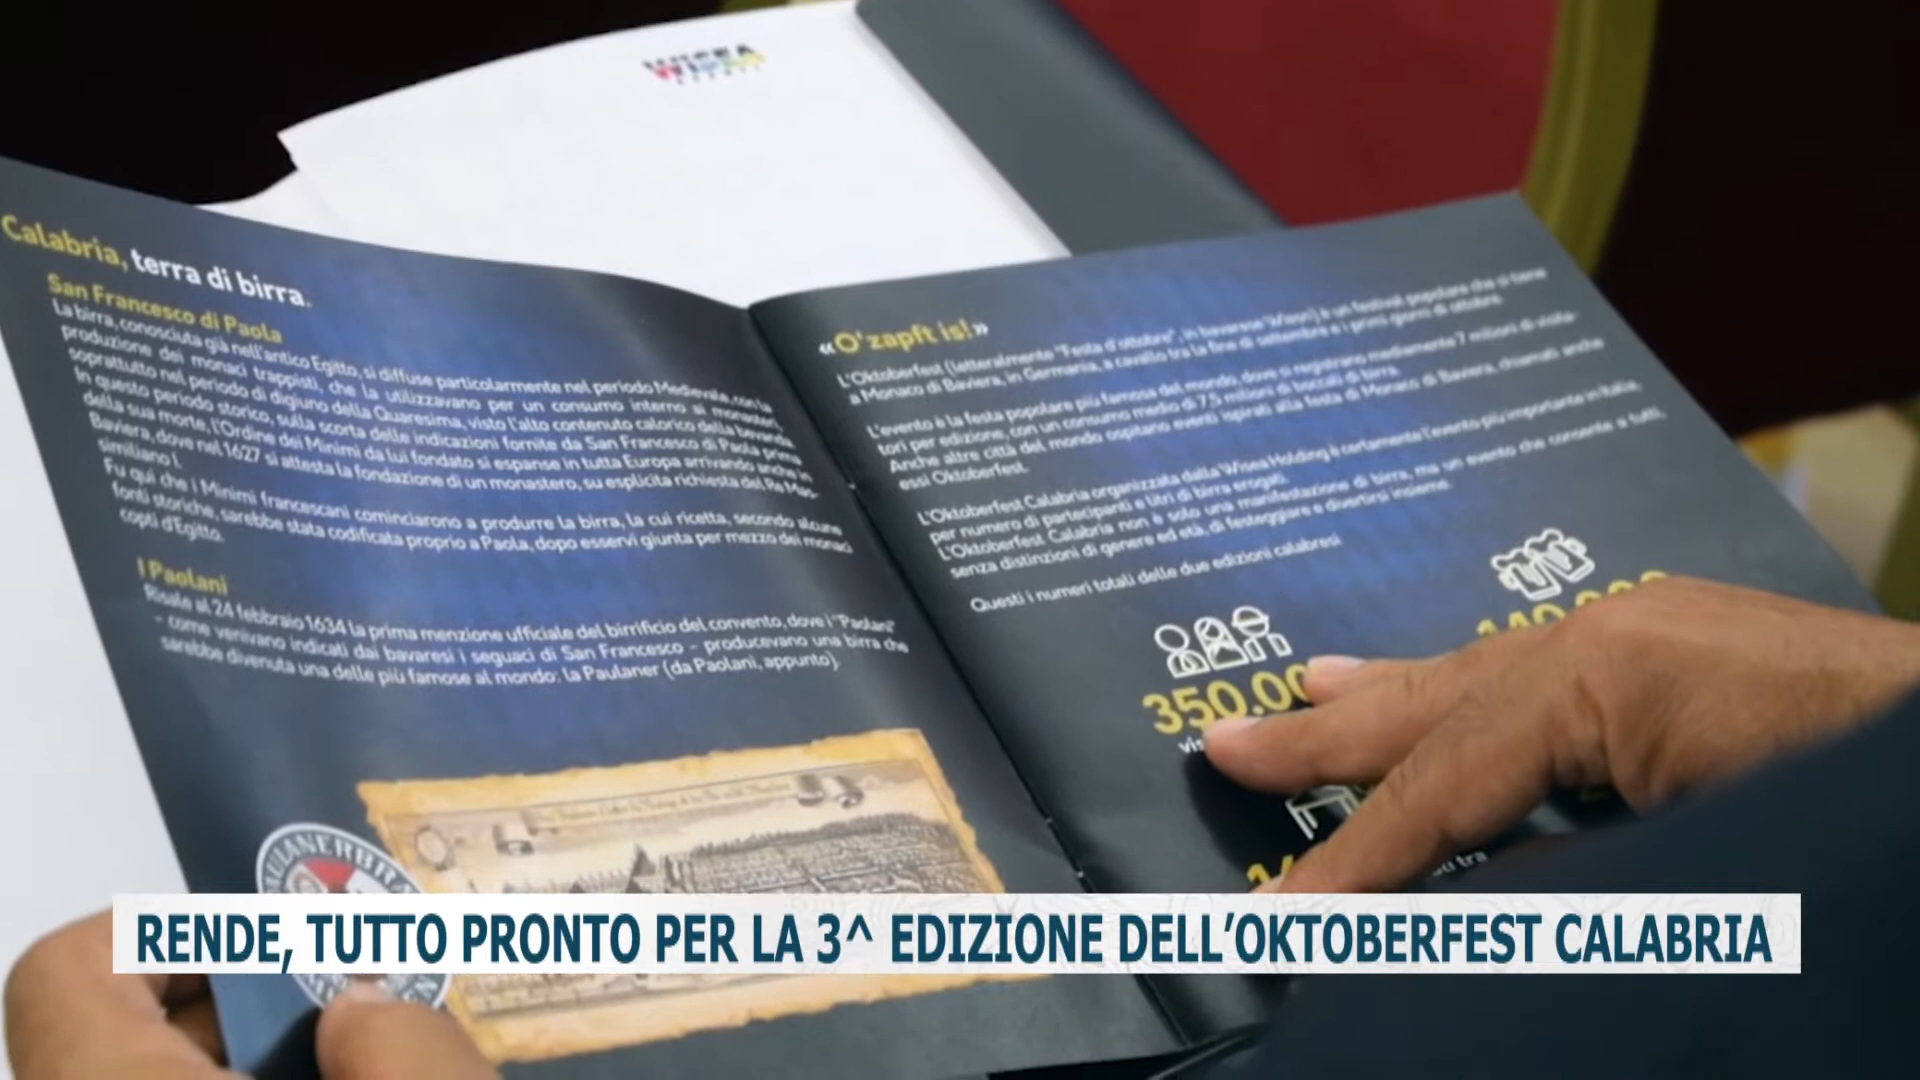 WISEA
Calabria, terra di birra.
San Francesco di Paola
La birra, conosciuta già nell'antico Egitto, si diffuse particolarmente nel periodo Medievale, con la
produzione dei monaci trappisti, che la utilizzavano per un consumo interno ai monasteri,
soprattutto nel periodo di digiuno della Quaresima, visto l'alto contenuto calorico della bevanda.
In questo periodo storico, sulla scorta delle indicazioni fornite da San Francesco di Paola prima
della sua morte, l'Ordine dei Minimi da lui fondato si espanse in tutta Europa arrivando anche in
Baviera, dove nel 1627 si attesta la fondazione di un monastero, su esplicita richiesta del Re Mas-
similiano I.
Fu qui che i Minimi francescani cominciarono a produrre la birra, la cui ricetta, secondo alcune
fonti storiche, sarebbe stata codificata proprio a Paola, dopo esservi giunta per mezzo dei monaci
copti d'Egitto.
I Paolani
Risale al 24 febbraio 1634 la prima menzione ufficiale del birrificio del convento, dove i "Paolani"
- come venivano indicati dai bavaresi i seguaci di San Francesco - producevano una birra che
sarebbe divenuta una delle più famose al mondo: la Paulaner (da Paolani, appunto).
«O'zapft is!»
L'Oktoberfest (letteralmente "Festa d'ottobre", in bavarese Wiesn) è un festival popolare che si tiene
a Monaco di Baviera, in Germania, a cavallo tra la fine di settembre e i primi giorni di ottobre.
L'evento è la festa popolare più famosa del mondo, dove si registrano mediamente 7 milioni di visita-
tori per edizione, con un consumo medio di 7,5 milioni di boccali di birra.
Anche altre città del mondo ospitano eventi ispirati alla festa di Monaco di Baviera, chiamati anche
essi Oktoberfest.
L'Oktoberfest Calabria organizzata dalla Wisea Holding è certamente l'evento più importante in Italia,
per numero di partecipanti e litri di birra erogati.
L'Oktoberfest Calabria non è solo una manifestazione di birra, ma un evento che consente a tutti,
senza distinzioni di genere ed età, di festeggiare e divertirsi insieme.
Questi i numeri totali delle due edizioni calabresi
350.00
RENDE, TUTTO PRONTO PER LA 3^ EDIZIONE DELL'OKTOBERFEST CALABRIA